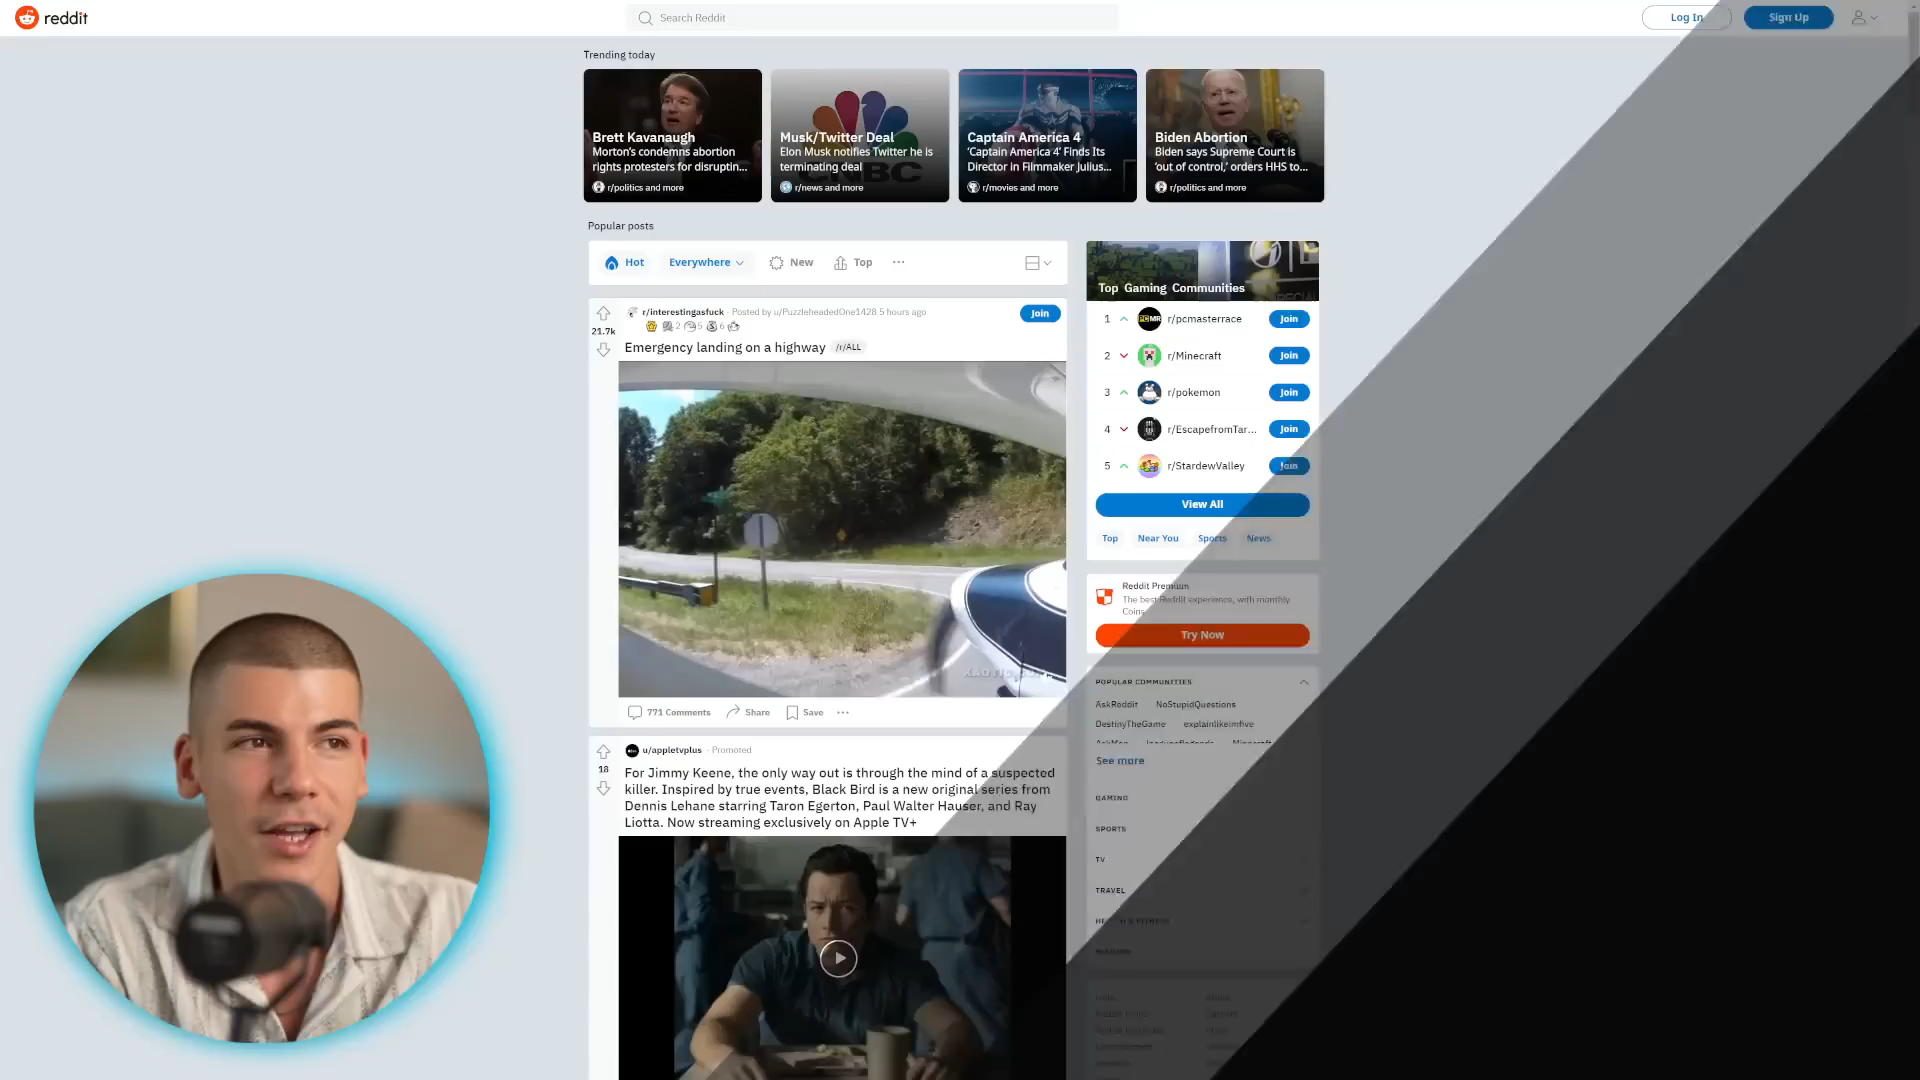 reddit
Search Reddit
Log In
Sign Up
Trending today
Brett Kavanaugh
Morton's condemns abortion
rights protesters for disruptin...
r/politics and more
Musk/Twitter Deal
Elon Musk notifies Twitter he is
terminating deal
CNBC
r/news and more
Captain America 4
'Captain America 4' Finds Its
Director in Filmmaker Julius...
r/movies and more
Biden Abortion
Biden says Supreme Court is
'out of control,' orders HHS to...
r/politics and more
Popular posts
Hot
Everywhere
New
Top
r/interestingasfuck · Posted by u/PuzzleheadedOne1428 5 hours ago
2 5 6
Join
21.7k
Emergency landing on a highway /r/ALL
771 Comments
Share
Save
u/appletvplus · Promoted
18
For Jimmy Keene, the only way out is through the mind of a suspected
killer. Inspired by true events, Black Bird is a new original series from
Dennis Lehane starring Taron Egerton, Paul Walter Hauser, and Ray
Liotta. Now streaming exclusively on Apple TV+
Top Gaming Communities
1 PCMR r/pcmasterrace Join
2 r/Minecraft Join
3 r/pokemon Join
4 r/EscapefromTar... Join
5 r/StardewValley Join
View All
Top Near You Sports News
Reddit Premium
The best Reddit experience, with monthly
Coins
Try Now
POPULAR COMMUNITIES
AskReddit NoStupidQuestions
DestinyTheGame explainlikeimfive
AskMen leagueoflegends Minecraft
See more
GAMING
SPORTS
TV
TRAVEL
HEALTH & FITNESS